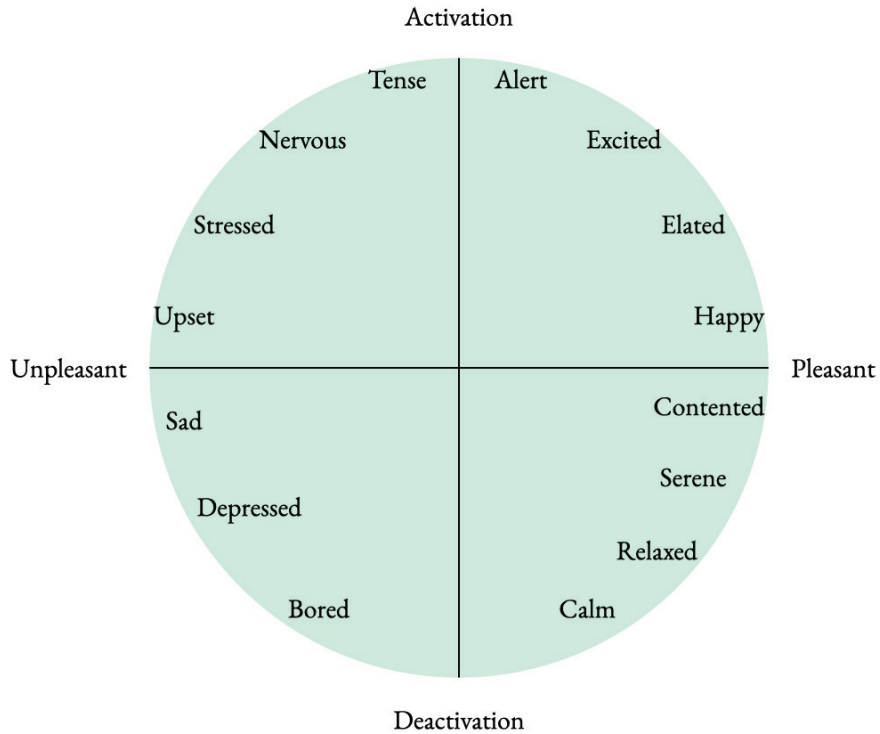 Activation
Tense Alert
Nervous Excited
Stressed Elated
Upset Happy
Unpleasant Pleasant
Contented
Sad
Serene
Depressed
Relaxed
Bored Calm
Deactivation